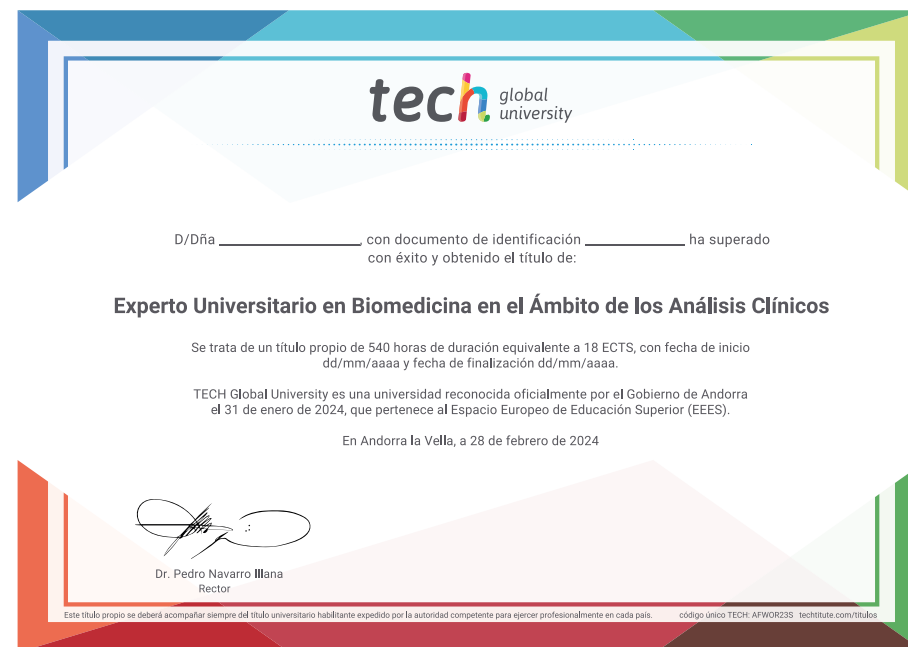 tech global university
D/Dña , con documento de identificación ha superado
con éxito y obtenido el título de:
Experto Universitario en Biomedicina en el Ámbito de los Análisis Clínicos
Se trata de un título propio de 540 horas de duración equivalente a 18 ECTS, con fecha de inicio
dd/mm/aaaa y fecha de finalización dd/mm/aaaa.
TECH Global University es una universidad reconocida oficialmente por el Gobierno de Andorra
el 31 de enero de 2024, que pertenece al Espacio Europeo de Educación Superior (EEES).
En Andorra la Vella, a 28 de febrero de 2024
Dr. Pedro Navarro Illana
Rector
Este título propio se deberá acompañar siempre del título universitario habilitante expedido por la autoridad competente para ejercer profesionalmente en cada país. código único TECH: AFWOR23S techtitute.com/titulos